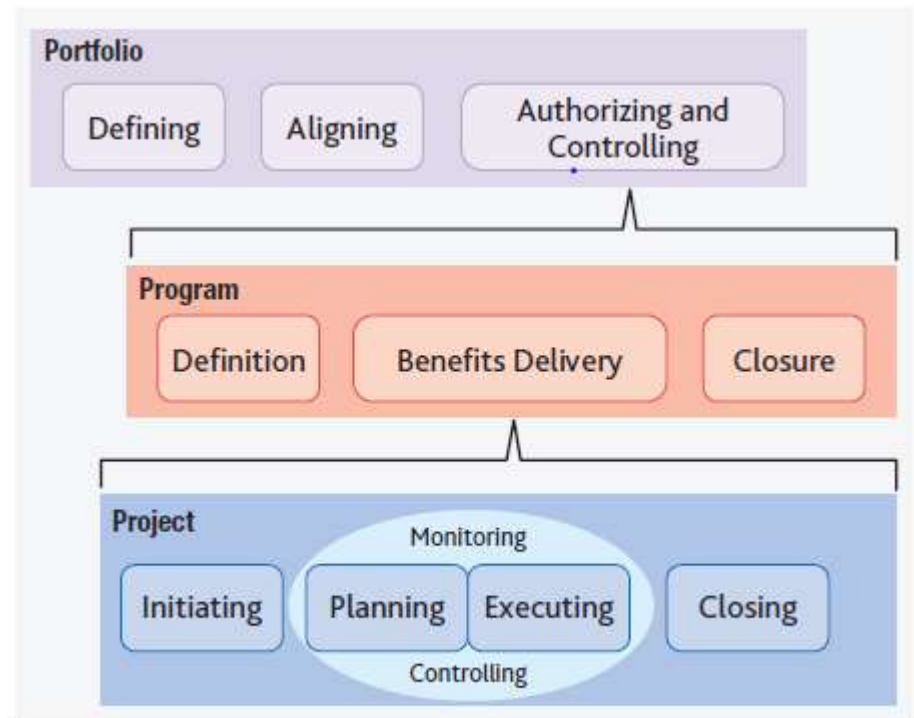 Portfolio
Defining
Aligning
Authorizing and
Controlling
Program
Definition
Benefits Delivery
Closure
Project
Monitoring
Initiating
Planning
Executing
Closing
Controlling